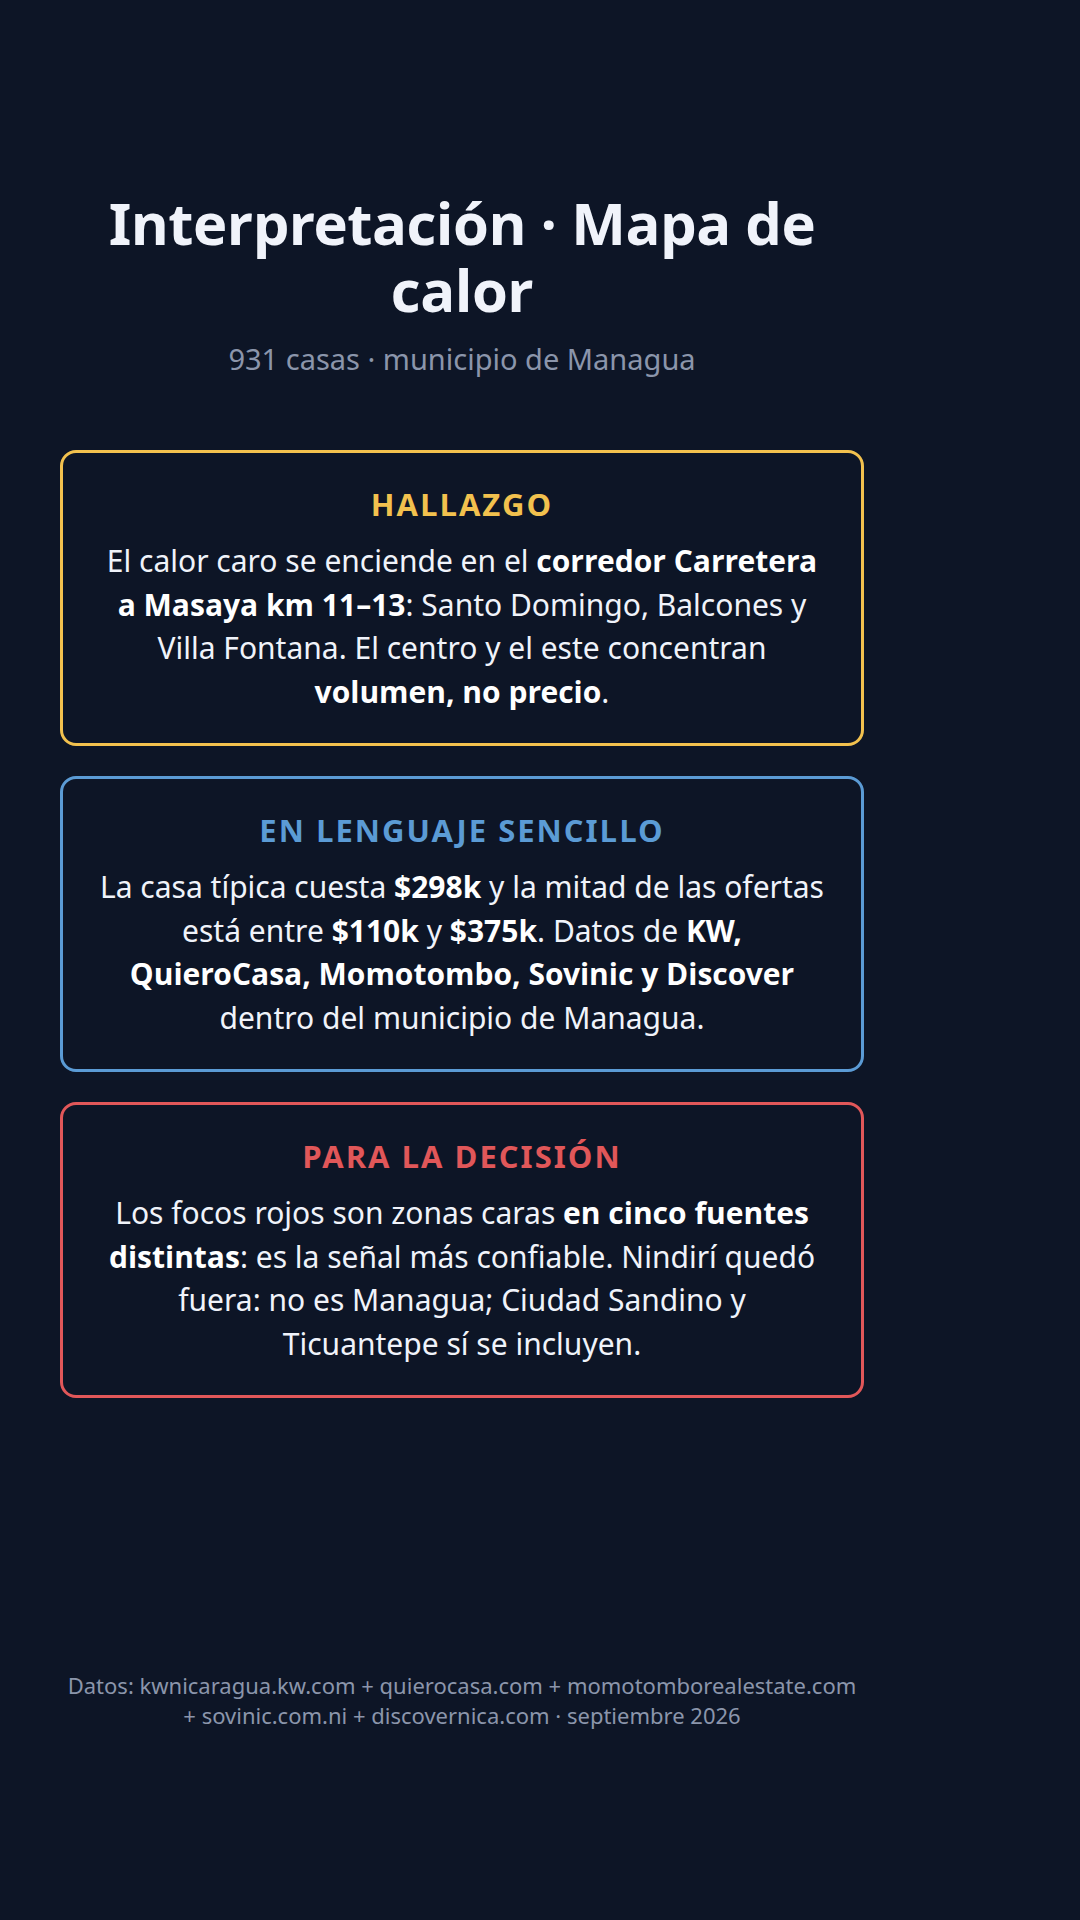 Interpretación · Mapa de
calor
931 casas · municipio de Managua
HALLAZGO
El calor caro se enciende en el corredor Carretera
a Masaya km 11–13: Santo Domingo, Balcones y
Villa Fontana. El centro y el este concentran
volumen, no precio.
EN LENGUAJE SENCILLO
La casa típica cuesta $298k y la mitad de las ofertas
está entre $110k y $375k. Datos de KW,
QuieroCasa, Momotombo, Sovinic y Discover
dentro del municipio de Managua.
PARA LA DECISIÓN
Los focos rojos son zonas caras en cinco fuentes
distintas: es la señal más confiable. Nindirí quedó
fuera: no es Managua; Ciudad Sandino y
Ticuantepe sí se incluyen.
Datos: kwnicaragua.kw.com + quierocasa.com + momotomborealestate.com
+ sovinic.com.ni + discovernica.com · septiembre 2026